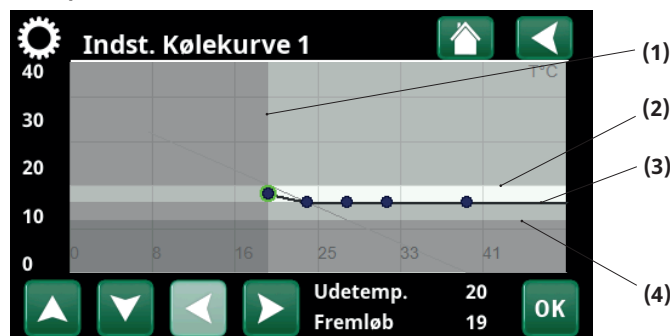 Indst. Kølekurve 1
(1)
40
T°C
(2)
30
(3)
20
10
0 8 16 25 33 41
0
(4)
Udetemp. 20
Fremløb 19
OK